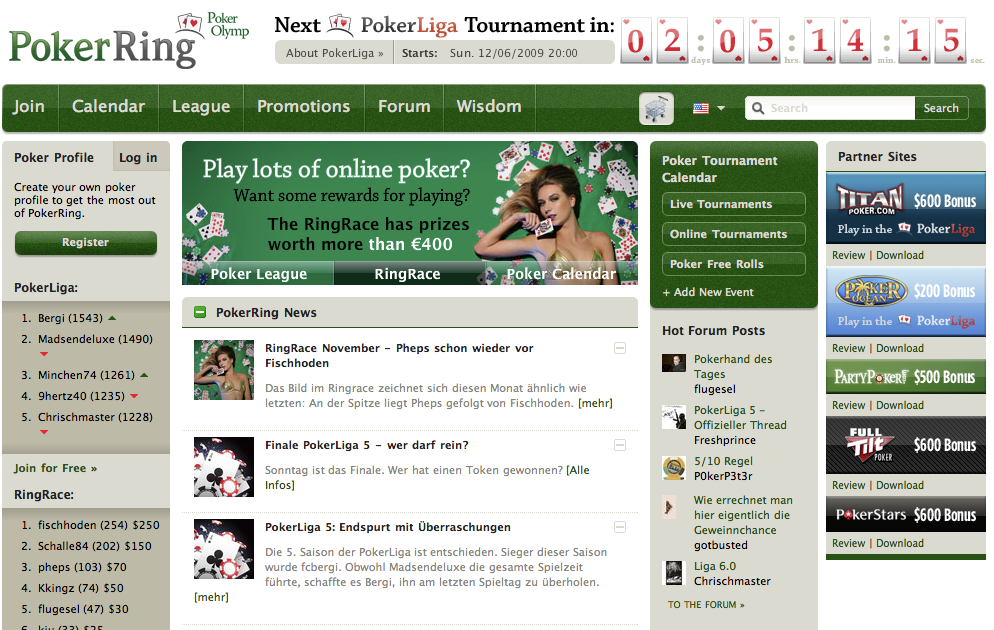 PokerRing
Poker
Olymp
Next PokerLiga Tournament in:
About PokerLiga » Starts: Sun. 12/06/2009 20:00
02:05:14:15
days hrs. min. sec.
Join Calendar League Promotions Forum Wisdom
Search Search
Poker Profile Log in
Create your own poker
profile to get the most out
of PokerRing.
Register
PokerLiga:
1. Bergi (1543)
2. Madsendeluxe (1490)
3. Minchen74 (1261)
4. 9hertz40 (1235)
5. Chrischmaster (1228)
Join for Free »
RingRace:
1. fischhoden (254) $250
2. Schalle84 (202) $150
3. pheps (103) $70
4. Kkingz (74) $50
5. flugesel (47) $30
6. kju (33) $25
Play lots of online poker?
Want some rewards for playing?
The RingRace has prizes
worth more than €400
Poker League RingRace Poker Calendar
PokerRing News
RingRace November – Pheps schon wieder vor
Fischhoden
Das Bild im Ringrace zeichnet sich diesen Monat ähnlich wie
letzten: An der Spitze liegt Pheps gefolgt von Fischhoden. [mehr]
Finale PokerLiga 5 – wer darf rein?
Sonntag ist das Finale. Wer hat einen Token gewonnen? [Alle
Infos]
PokerLiga 5: Endspurt mit Überraschungen
Die 5. Saison der PokerLiga ist entschieden. Sieger dieser Saison
wurde fcbergi. Obwohl Madsendeluxe die gesamte Spielzeit
führte, schaffte es Bergi, ihn am letzten Spieltag zu überholen.
[mehr]
Poker Tournament
Calendar
Live Tournaments
Online Tournaments
Poker Free Rolls
+ Add New Event
Hot Forum Posts
Pokerhand des
Tages
flugesel
PokerLiga 5 –
Offizieller Thread
Freshprince
5/10 Regel
P0kerP3t3r
Wie errechnet man
hier eigentlich die
Gewinnchance
gotbusted
Liga 6.0
Chrischmaster
TO THE FORUM »
Partner Sites
TITAN
POKER.COM
$600 Bonus
Play in the PokerLiga
Review | Download
POKER
OCEAN
$200 Bonus
Play in the PokerLiga
Review | Download
PARTYPOKER $500 Bonus
Review | Download
FULL
TILT
POKER
$600 Bonus
Review | Download
PokerStars $600 Bonus
Review | Download